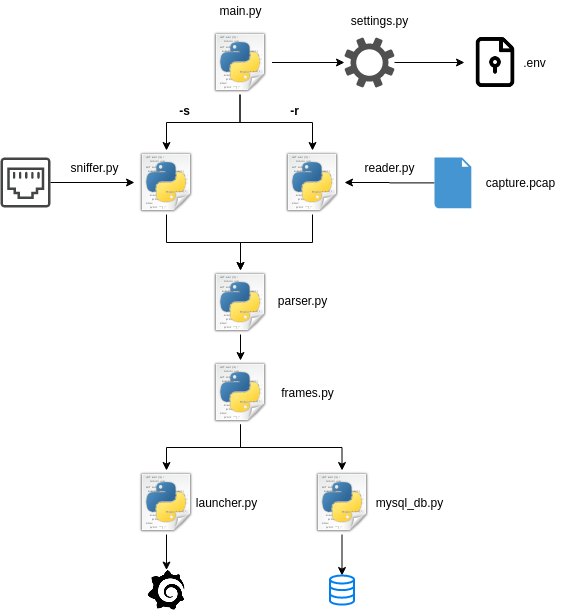 main.py
settings.py
.env
-s
-r
sniffer.py
reader.py
capture.pcap
parser.py
frames.py
launcher.py
mysql_db.py